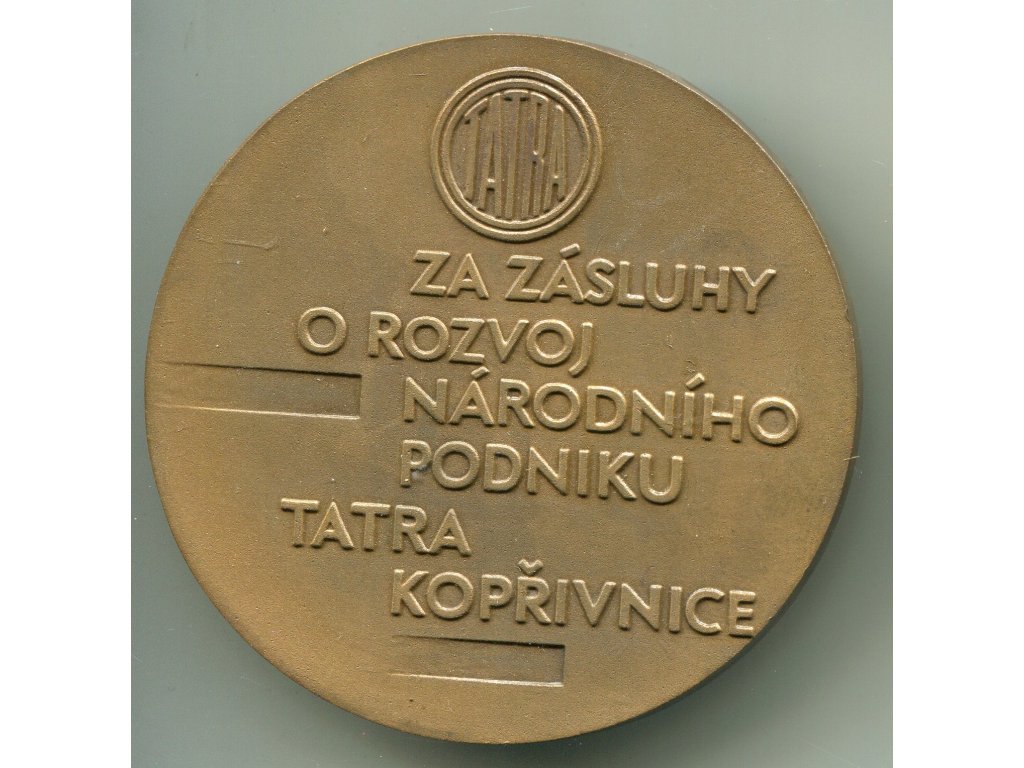 TATRA
ZA ZÁSLUHY
O ROZVOJ
NÁRODNÍHO
PODNIKU
TATRA
KOPŘIVNICE